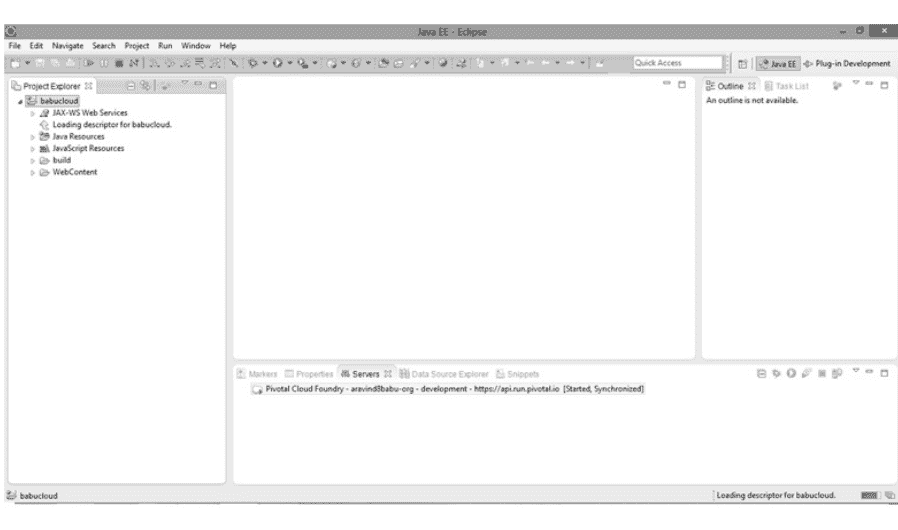 Java EE - Eclipse
File Edit Navigate Search Project Run Window Help
Quick Access
Java EE
Plug-in Development
Project Explorer
babucloud
JAX-WS Web Services
Loading descriptor for babucloud.
Java Resources
JavaScript Resources
build
WebContent
Outline
Task List
An outline is not available.
Markers Properties Servers Data Source Explorer Snippets
Pivotal Cloud Foundry - aravind8babu-org - development - https://api.run.pivotal.io [Started, Synchronized]
babucloud
Loading descriptor for babucloud.